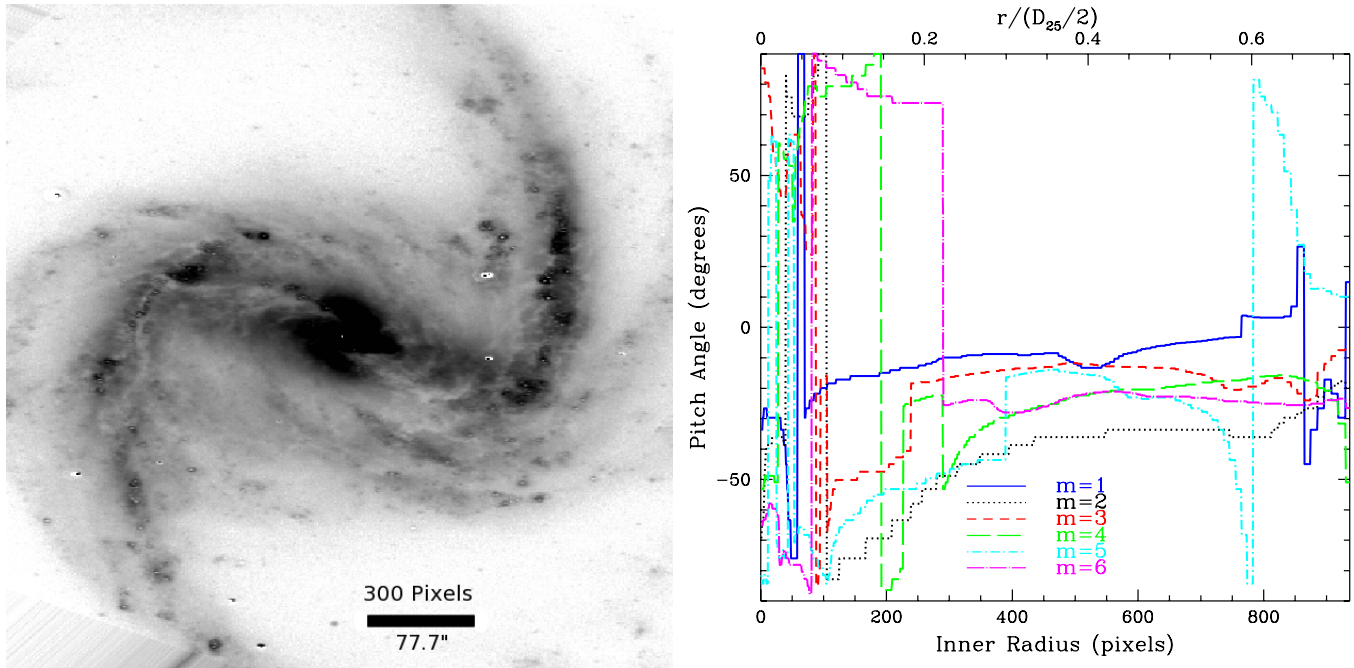 300 Pixels
77.7"
r/(D25/2)
0 0.2 0.4 0.6
Pitch Angle (degrees)
50
0
−50
m=1
m=2
m=3
m=4
m=5
m=6
0 200 400 600 800
Inner Radius (pixels)